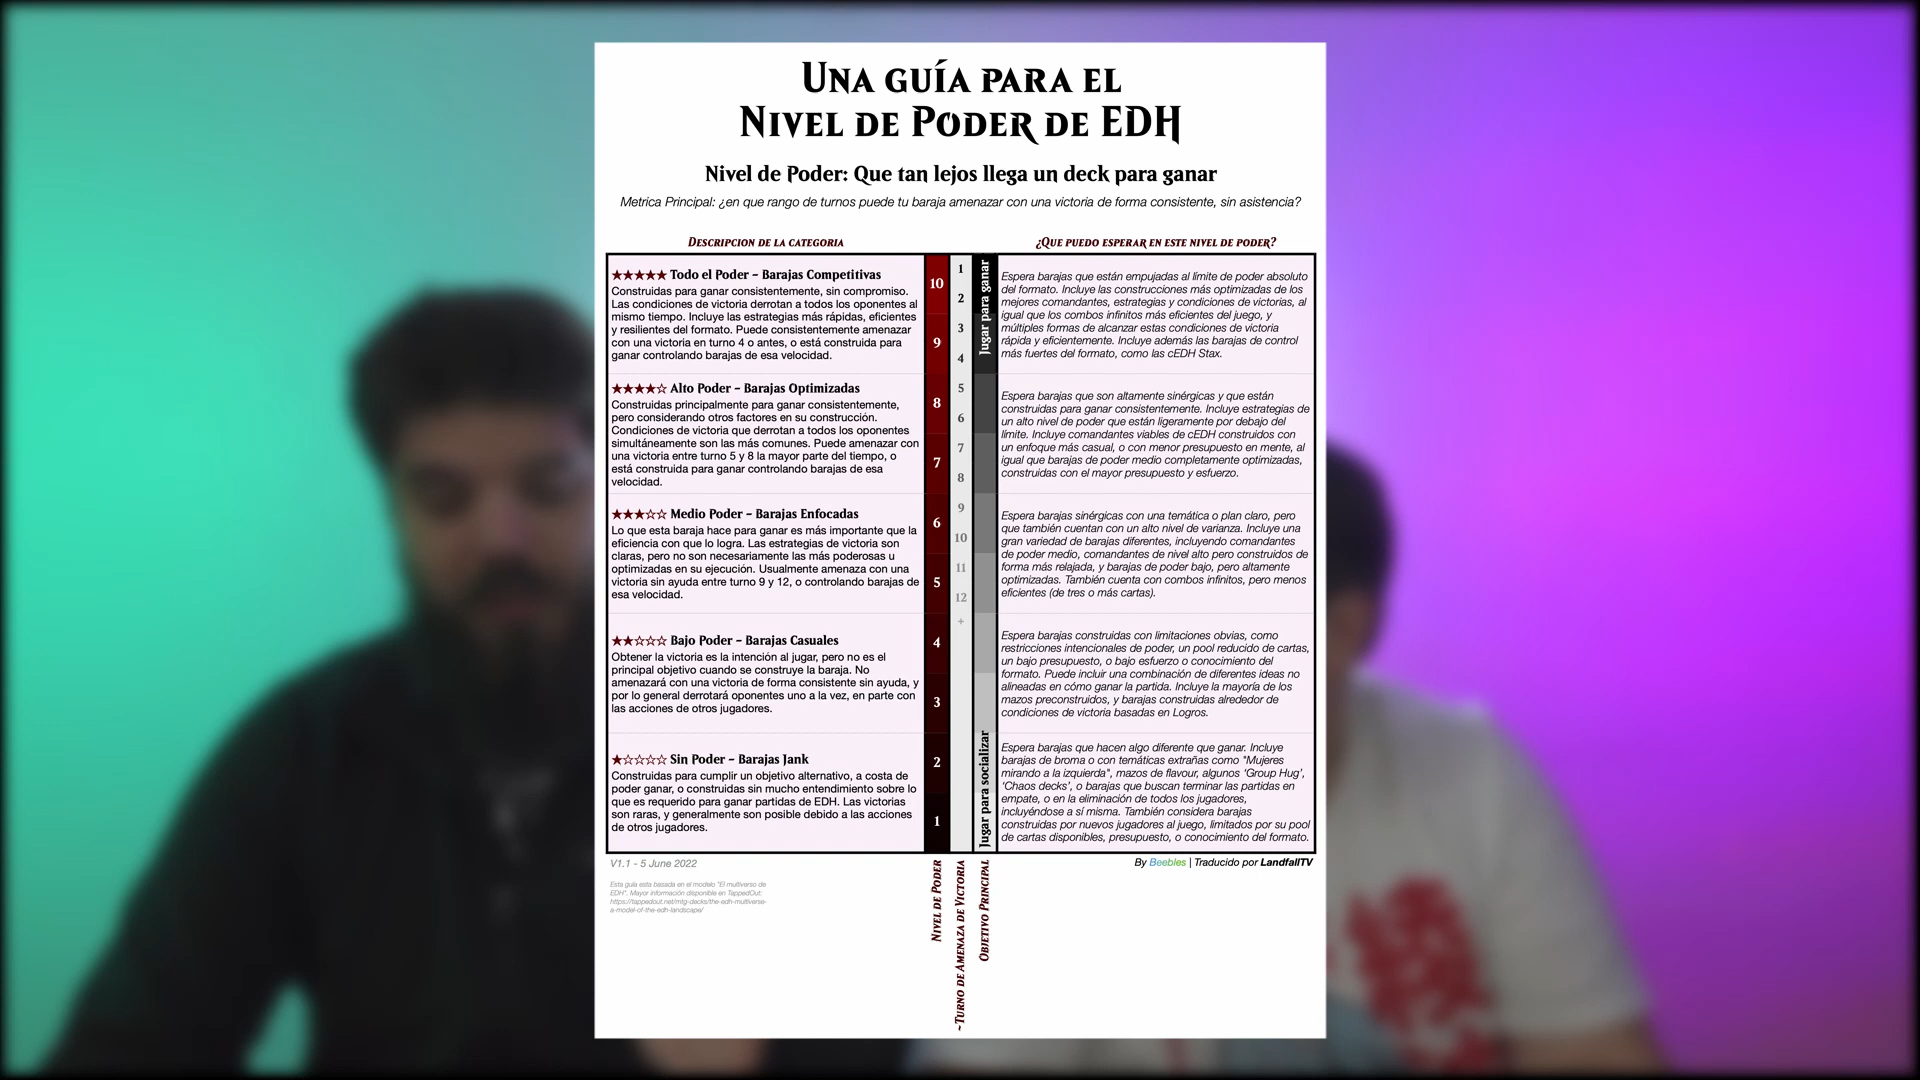 UNA GUÍA PARA EL
NIVEL DE PODER DE EDH
Nivel de Poder: Que tan lejos llega un deck para ganar
Metrica Principal: ¿en que rango de turnos puede tu baraja amenazar con una victoria de forma consistente, sin asistencia?
DESCRIPCION DE LA CATEGORIA
¿QUE PUEDO ESPERAR EN ESTE NIVEL DE PODER?
★★★★★ Todo el Poder – Barajas Competitivas
Construidas para ganar consistentemente, sin compromiso.
Las condiciones de victoria derrotan a todos los oponentes al
mismo tiempo. Incluye las estrategias más rápidas, eficientes
y resilientes del formato. Puede consistentemente amenazar
con una victoria en turno 4 o antes, o está construida para
ganar controlando barajas de esa velocidad.
10
9
1
2
3
4
Jugar para ganar
Espera barajas que están empujadas al límite de poder absoluto
del formato. Incluye las construcciones más optimizadas de los
mejores comandantes, estrategias y condiciones de victorias, al
igual que los combos infinitos más eficientes del juego, y
múltiples formas de alcanzar estas condiciones de victoria
rápida y eficientemente. Incluye además las barajas de control
más fuertes del formato, como las cEDH Stax.
★★★★☆ Alto Poder – Barajas Optimizadas
Construidas principalmente para ganar consistentemente,
pero considerando otros factores en su construcción.
Condiciones de victoria que derrotan a todos los oponentes
simultáneamente son las más comunes. Puede amenazar con
una victoria entre turno 5 y 8 la mayor parte del tiempo, o
está construida para ganar controlando barajas de esa
velocidad.
8
7
5
6
7
8
Espera barajas que son altamente sinérgicas y que están
construidas para ganar consistentemente. Incluye estrategias de
un alto nivel de poder que están ligeramente por debajo del
límite. Incluye comandantes viables de cEDH construidos con
un enfoque más casual, o con menor presupuesto en mente, al
igual que barajas de poder medio completamente optimizadas,
construidas con el mayor presupuesto y esfuerzo.
★★★☆☆ Medio Poder – Barajas Enfocadas
Lo que esta baraja hace para ganar es más importante que la
eficiencia con que lo logra. Las estrategias de victoria son
claras, pero no son necesariamente las más poderosas u
optimizadas en su ejecución. Usualmente amenaza con una
victoria sin ayuda entre turno 9 y 12, o controlando barajas de
esa velocidad.
6
5
9
10
11
12
+
Espera barajas sinérgicas con una temática o plan claro, pero
que también cuentan con un alto nivel de varianza. Incluye una
gran variedad de barajas diferentes, incluyendo comandantes
de poder medio, comandantes de nivel alto pero construidos de
forma más relajada, y barajas de poder bajo, pero altamente
optimizadas. También cuenta con combos infinitos, pero menos
eficientes (de tres o más cartas).
★★☆☆☆ Bajo Poder – Barajas Casuales
Obtener la victoria es la intención al jugar, pero no es el
principal objetivo cuando se construye la baraja. No
amenazará con una victoria de forma consistente sin ayuda, y
por lo general derrotará oponentes uno a la vez, en parte con
las acciones de otros jugadores.
4
3
Espera barajas construidas con limitaciones obvias, como
restricciones intencionales de poder, un pool reducido de cartas,
un bajo presupuesto, o bajo esfuerzo o conocimiento del
formato. Puede incluir una combinación de diferentes ideas no
alineadas en cómo ganar la partida. Incluye la mayoría de los
mazos preconstruidos, y barajas construidas alrededor de
condiciones de victoria basadas en Logros.
★☆☆☆☆ Sin Poder – Barajas Jank
Construidas para cumplir un objetivo alternativo, a costa de
poder ganar, o construidas sin mucho entendimiento sobre lo
que es requerido para ganar partidas de EDH. Las victorias
son raras, y generalmente son posible debido a las acciones
de otros jugadores.
2
1
Jugar para socializar
Espera barajas que hacen algo diferente que ganar. Incluye
barajas de broma o con temáticas extrañas como "Mujeres
mirando a la izquierda", mazos de flavour, algunos ‘Group Hug’,
‘Chaos decks’, o barajas que buscan terminar las partidas en
empate, o en la eliminación de todos los jugadores,
incluyéndose a sí misma. También considera barajas
construidas por nuevos jugadores al juego, limitados por su pool
de cartas disponibles, presupuesto, o conocimiento del formato.
V1.1 - 5 June 2022
By Beebles | Traducido por LandfallTV
Esta guía esta basada en el modelo "El multiverso de
EDH". Mayor información disponible en TappedOut:
https://tappedout.net/mtg-decks/the-edh-multiverse-
a-model-of-the-edh-landscape/
NIVEL DE PODER
~TURNO DE AMENAZA DE VICTORIA
OBJETIVO PRINCIPAL